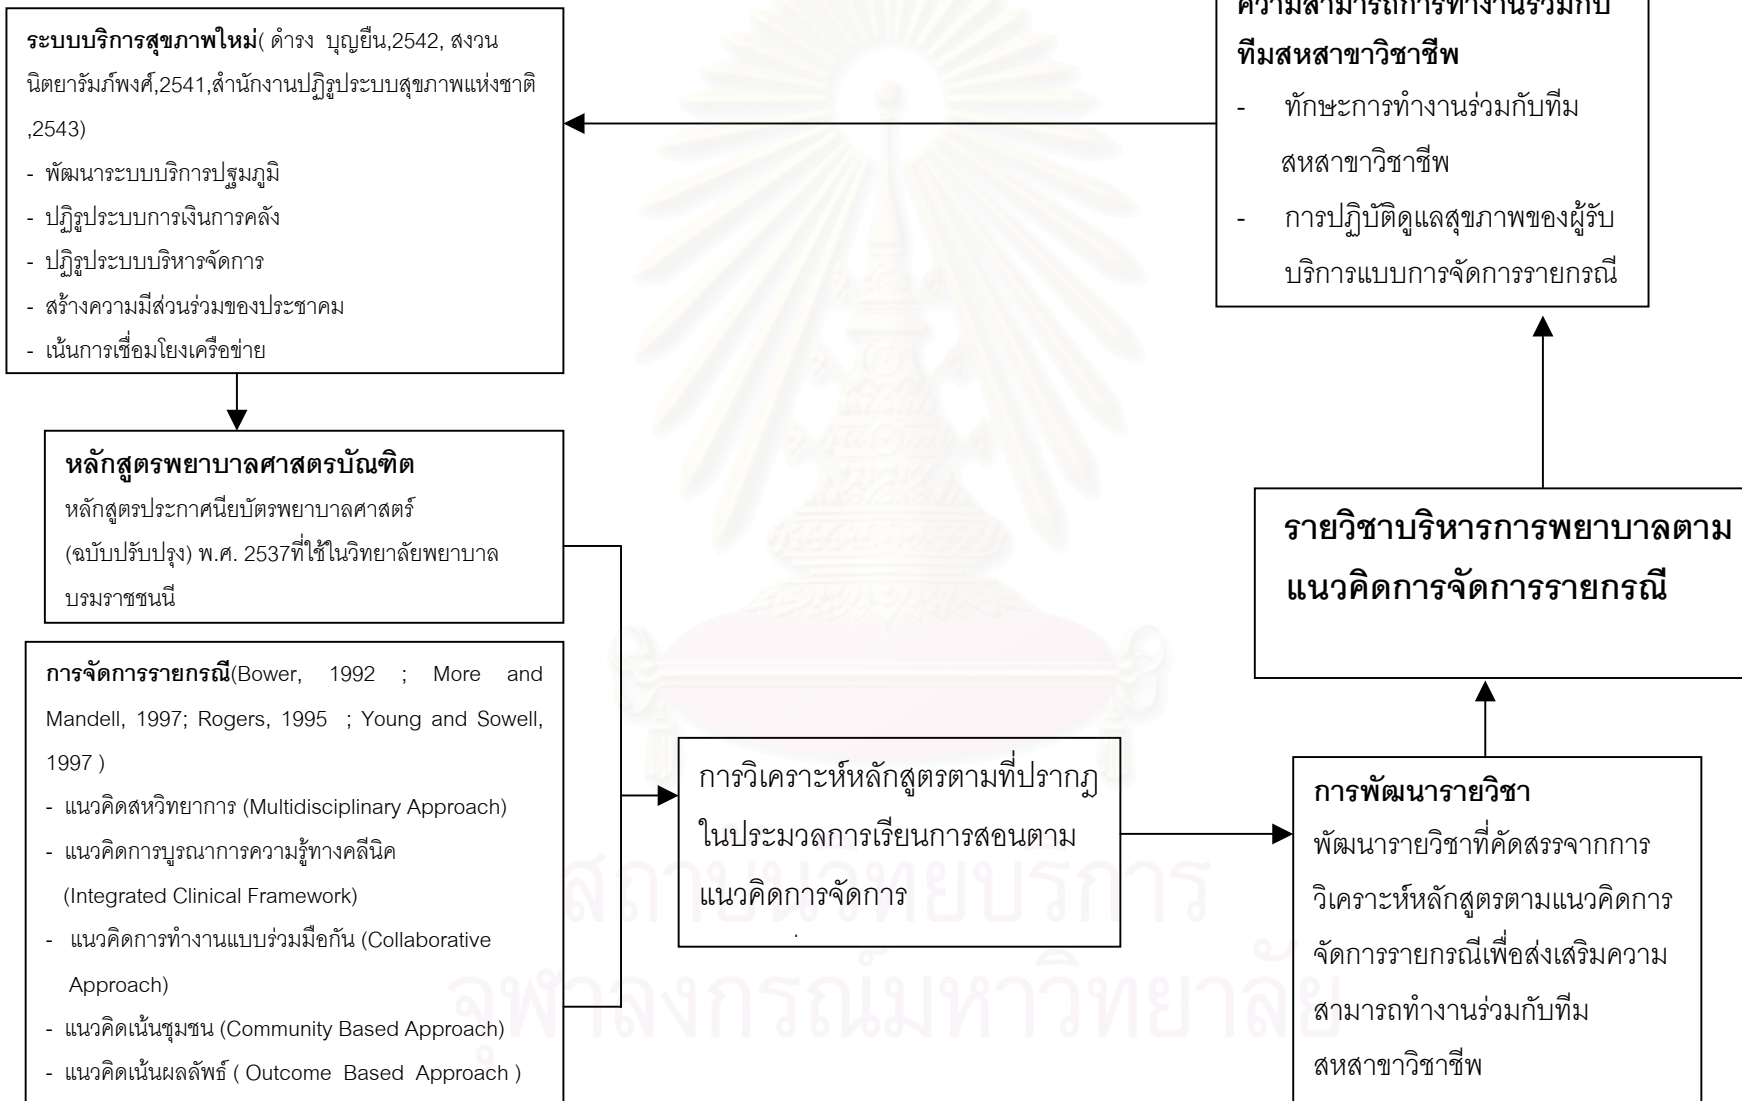 ระบบบริการสุขภาพใหม่( ดำรง บุญยืน,2542, สงวน
นิตยารัมภ์พงศ์,2541,สำนักงานปฏิรูประบบสุขภาพแห่งชาติ
,2543)
- พัฒนาระบบบริการปฐมภูมิ
- ปฏิรูประบบการเงินการคลัง
- ปฏิรูประบบบริหารจัดการ
- สร้างความมีส่วนร่วมของประชาคม
- เน้นการเชื่อมโยงเครือข่าย
หลักสูตรพยาบาลศาสตรบัณฑิต
หลักสูตรประกาศนียบัตรพยาบาลศาสตร์
(ฉบับปรับปรุง) พ.ศ. 2537ที่ใช้ในวิทยาลัยพยาบาล
บรมราชชนนี
การจัดการรายกรณี(Bower, 1992 ; More and
Mandell, 1997; Rogers, 1995 ; Young and Sowell,
1997 )
- แนวคิดสหวิทยาการ (Multidisciplinary Approach)
- แนวคิดการบูรณาการความรู้ทางคลีนิค
(Integrated Clinical Framework)
- แนวคิดการทำงานแบบร่วมมือกัน (Collaborative
Approach)
- แนวคิดเน้นชุมชน (Community Based Approach)
- แนวคิดเน้นผลลัพธ์ ( Outcome Based Approach )
การวิเคราะห์หลักสูตรตามที่ปรากฏ
ในประมวลการเรียนการสอนตาม
แนวคิดการจัดการ
การพัฒนารายวิชา
พัฒนารายวิชาที่คัดสรรจากการ
วิเคราะห์หลักสูตรตามแนวคิดการ
จัดการรายกรณีเพื่อส่งเสริมความ
สามารถทำงานร่วมกับทีม
สหสาขาวิชาชีพ
รายวิชาบริหารการพยาบาลตาม
แนวคิดการจัดการรายกรณี
ความสามารถการทำงานร่วมกับ
ทีมสหสาขาวิชาชีพ
- ทักษะการทำงานร่วมกับทีม
สหสาขาวิชาชีพ
- การปฏิบัติดูแลสุขภาพของผู้รับ
บริการแบบการจัดการรายกรณี
สถาบันวิทยบริการ
จุฬาลงกรณ์มหาวิทยาลัย